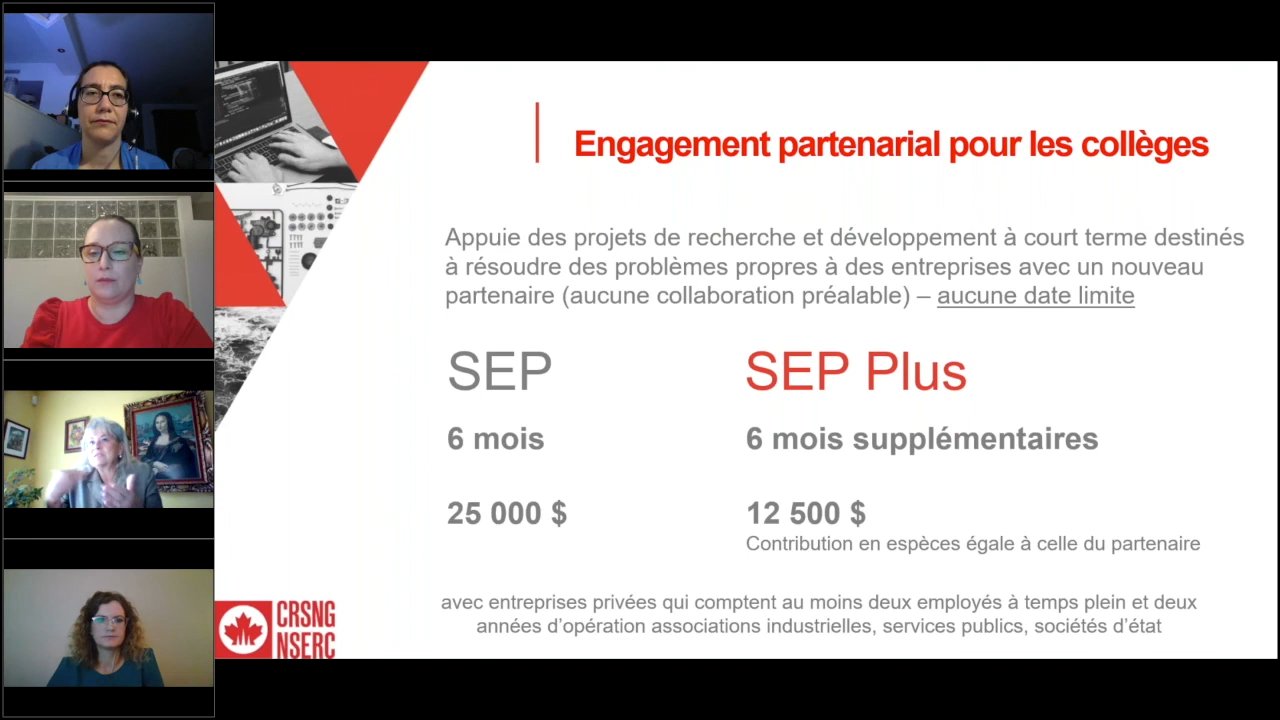 Engagement partenarial pour les collèges
Appuie des projets de recherche et développement à court terme destinés
à résoudre des problèmes propres à des entreprises avec un nouveau
partenaire (aucune collaboration préalable) – aucune date limite
SEP
SEP Plus
6 mois
6 mois supplémentaires
25 000 $
12 500 $
Contribution en espèces égale à celle du partenaire
avec entreprises privées qui comptent au moins deux employés à temps plein et deux
années d'opération associations industrielles, services publics, sociétés d'état
CRSNG
NSERC